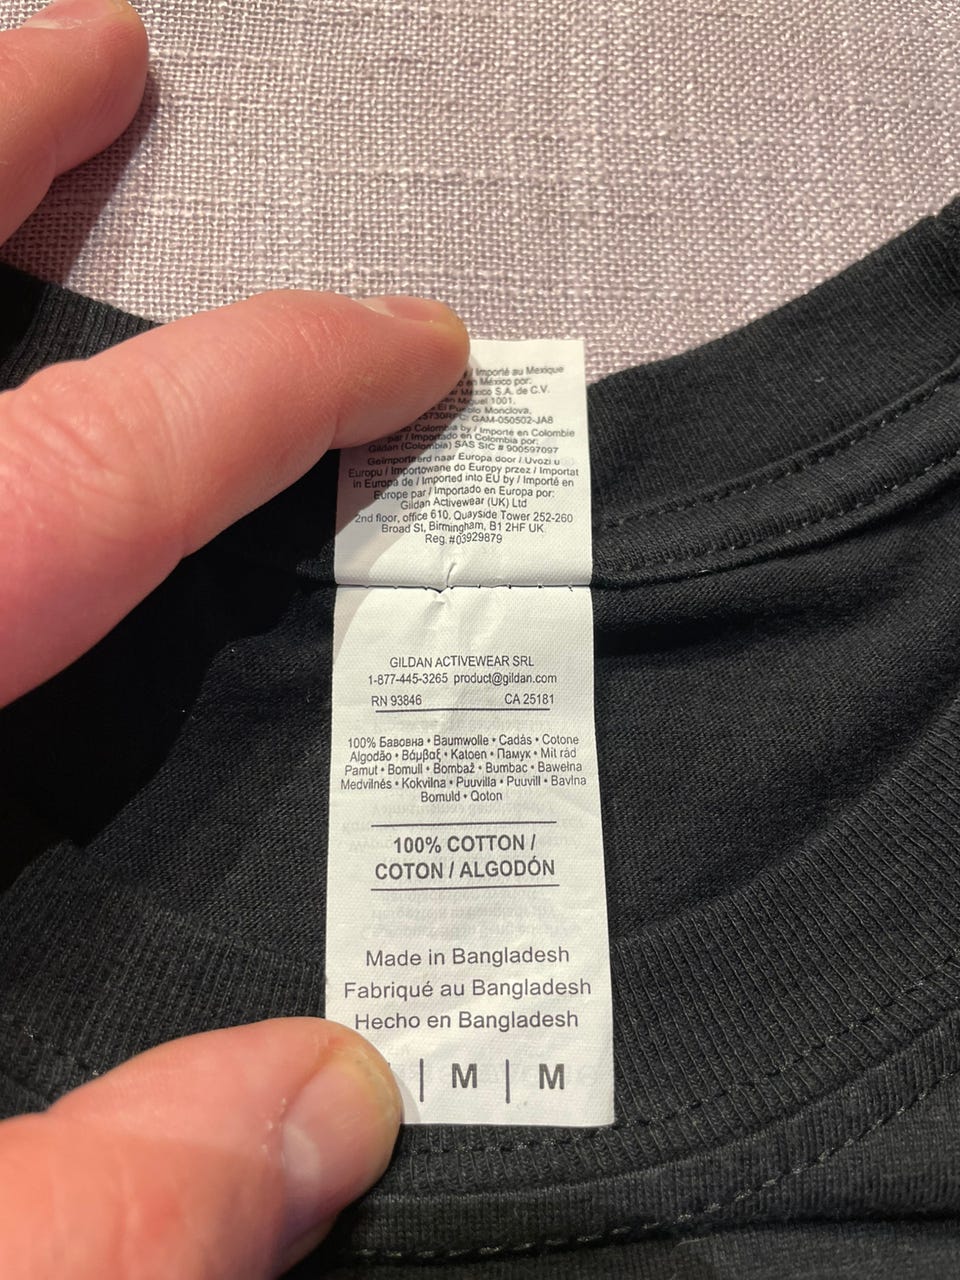 / Importé au Mexique
en México por:
México S.A. de C.V.
Miguel 1001,
El Pueblo Monclova,
GAM-050502-JA8
Colombia by / Importé en Colombie
par / Importado en Colombia por:
Gildan (Colombia) SAS SIC # 900597097
Geïmporteerd naar Europa door / Uvozi u
Europu / Importowane do Europy przez / Importat
in Europa de / Imported into EU by / Importé en
Europe par / Importado en Europa por:
Gildan Activewear (UK) Ltd
2nd floor, office 610, Quayside Tower 252-260
Broad St, Birmingham, B1 2HF UK
Reg. #03929879
GILDAN ACTIVEWEAR SRL
1-877-445-3265 product@gildan.com
RN 93846 CA 25181
100% Бавовна • Baumwolle • Cadás • Cotone
Algodão • Βάμβαξ • Katoen • Памук • Mit rád
Pamut • Bomull • Bombaž • Bumbac • Bawełna
Medvilnės • Kokvilna • Puuvilla • Puuvill • Bavlna
Bomuld • Qoton
100% COTTON /
COTON / ALGODÓN
Made in Bangladesh
Fabriqué au Bangladesh
Hecho en Bangladesh
| M | M